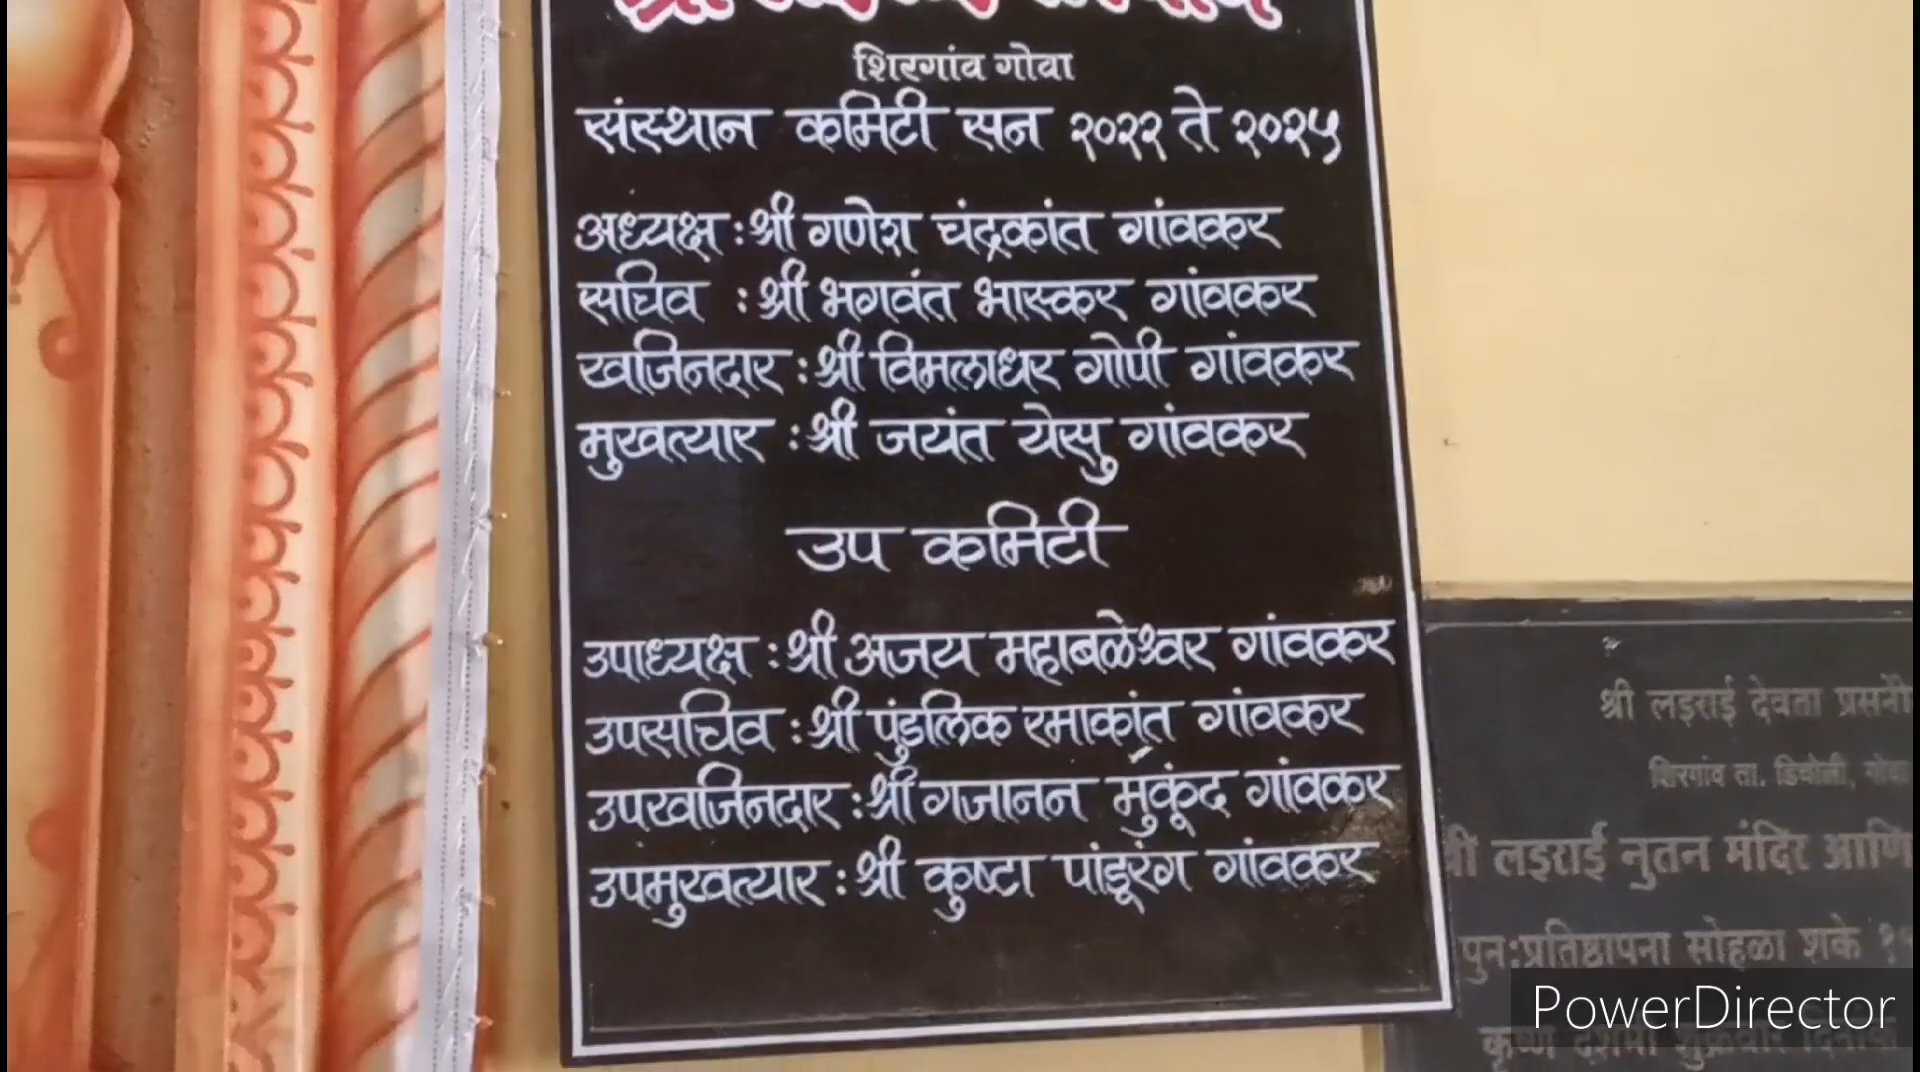 शिरगांव गोवा
संस्थान कमिटी सन २०२२ ते २०२५
अध्यक्ष : श्री गणेश चंद्रकांत गांवकर
सचिव : श्री भगवंत भास्कर गांवकर
खजिनदार : श्री विमलाधर गोपी गांवकर
मुखत्यार : श्री जयंत येसु गांवकर
उप कमिटी
उपाध्यक्ष : श्री अजय महाबळेश्वर गांवकर
उपसचिव : श्री पुंडलिक रमाकांत गांवकर
उपखजिनदार : श्री गजानन मुंकूंद गांवकर
उपमुखत्यार : श्री कुष्टा पांडूरंग गांवकर
श्री लइराई देवता प्रसन्नो
शिरगांव ता. डिचोली, गोवा
श्री लइराई नुतन मंदिर आणि
पुन:प्रतिष्ठापना सोहळा शके
PowerDirector